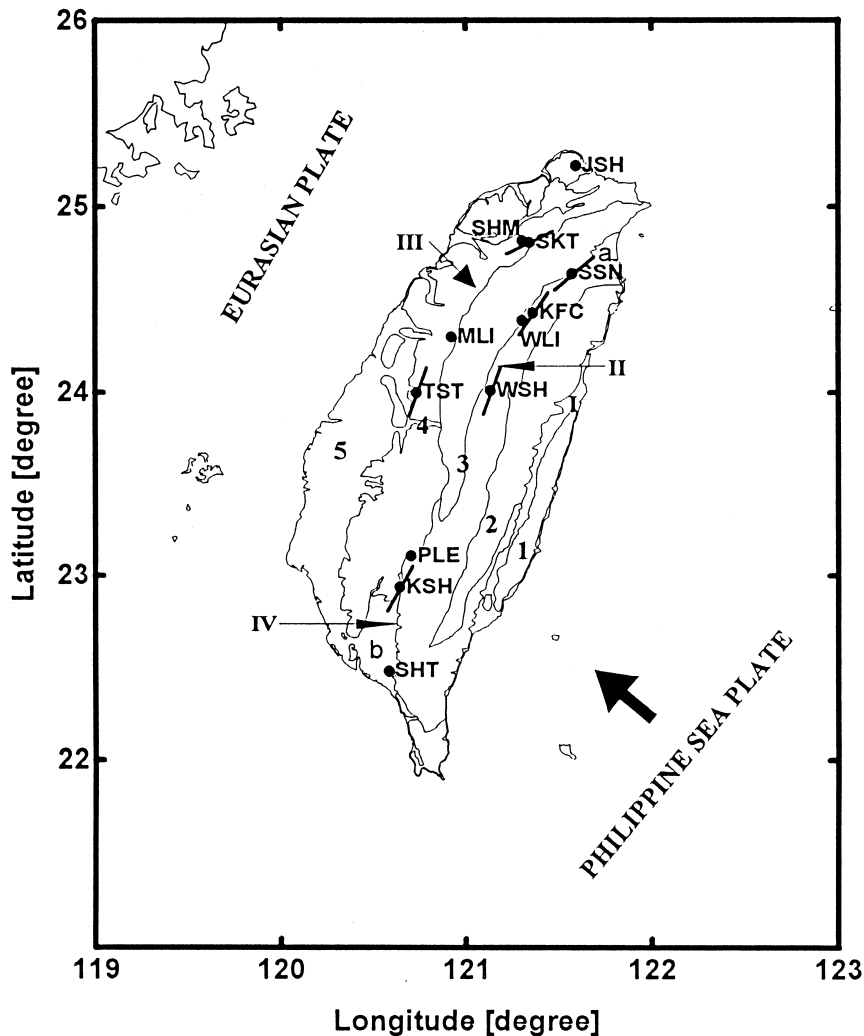 26
25
24
23
22
119
120
121
122
123
Latitude [degree]
Longitude [degree]
EURASIAN PLATE
PHILIPPINE SEA PLATE
JSH
SHM
SKT
III
a
SSN
KFC
WLI
MLI
II
TST
WSH
I
4
5
3
2
1
PLE
KSH
IV
b
SHT